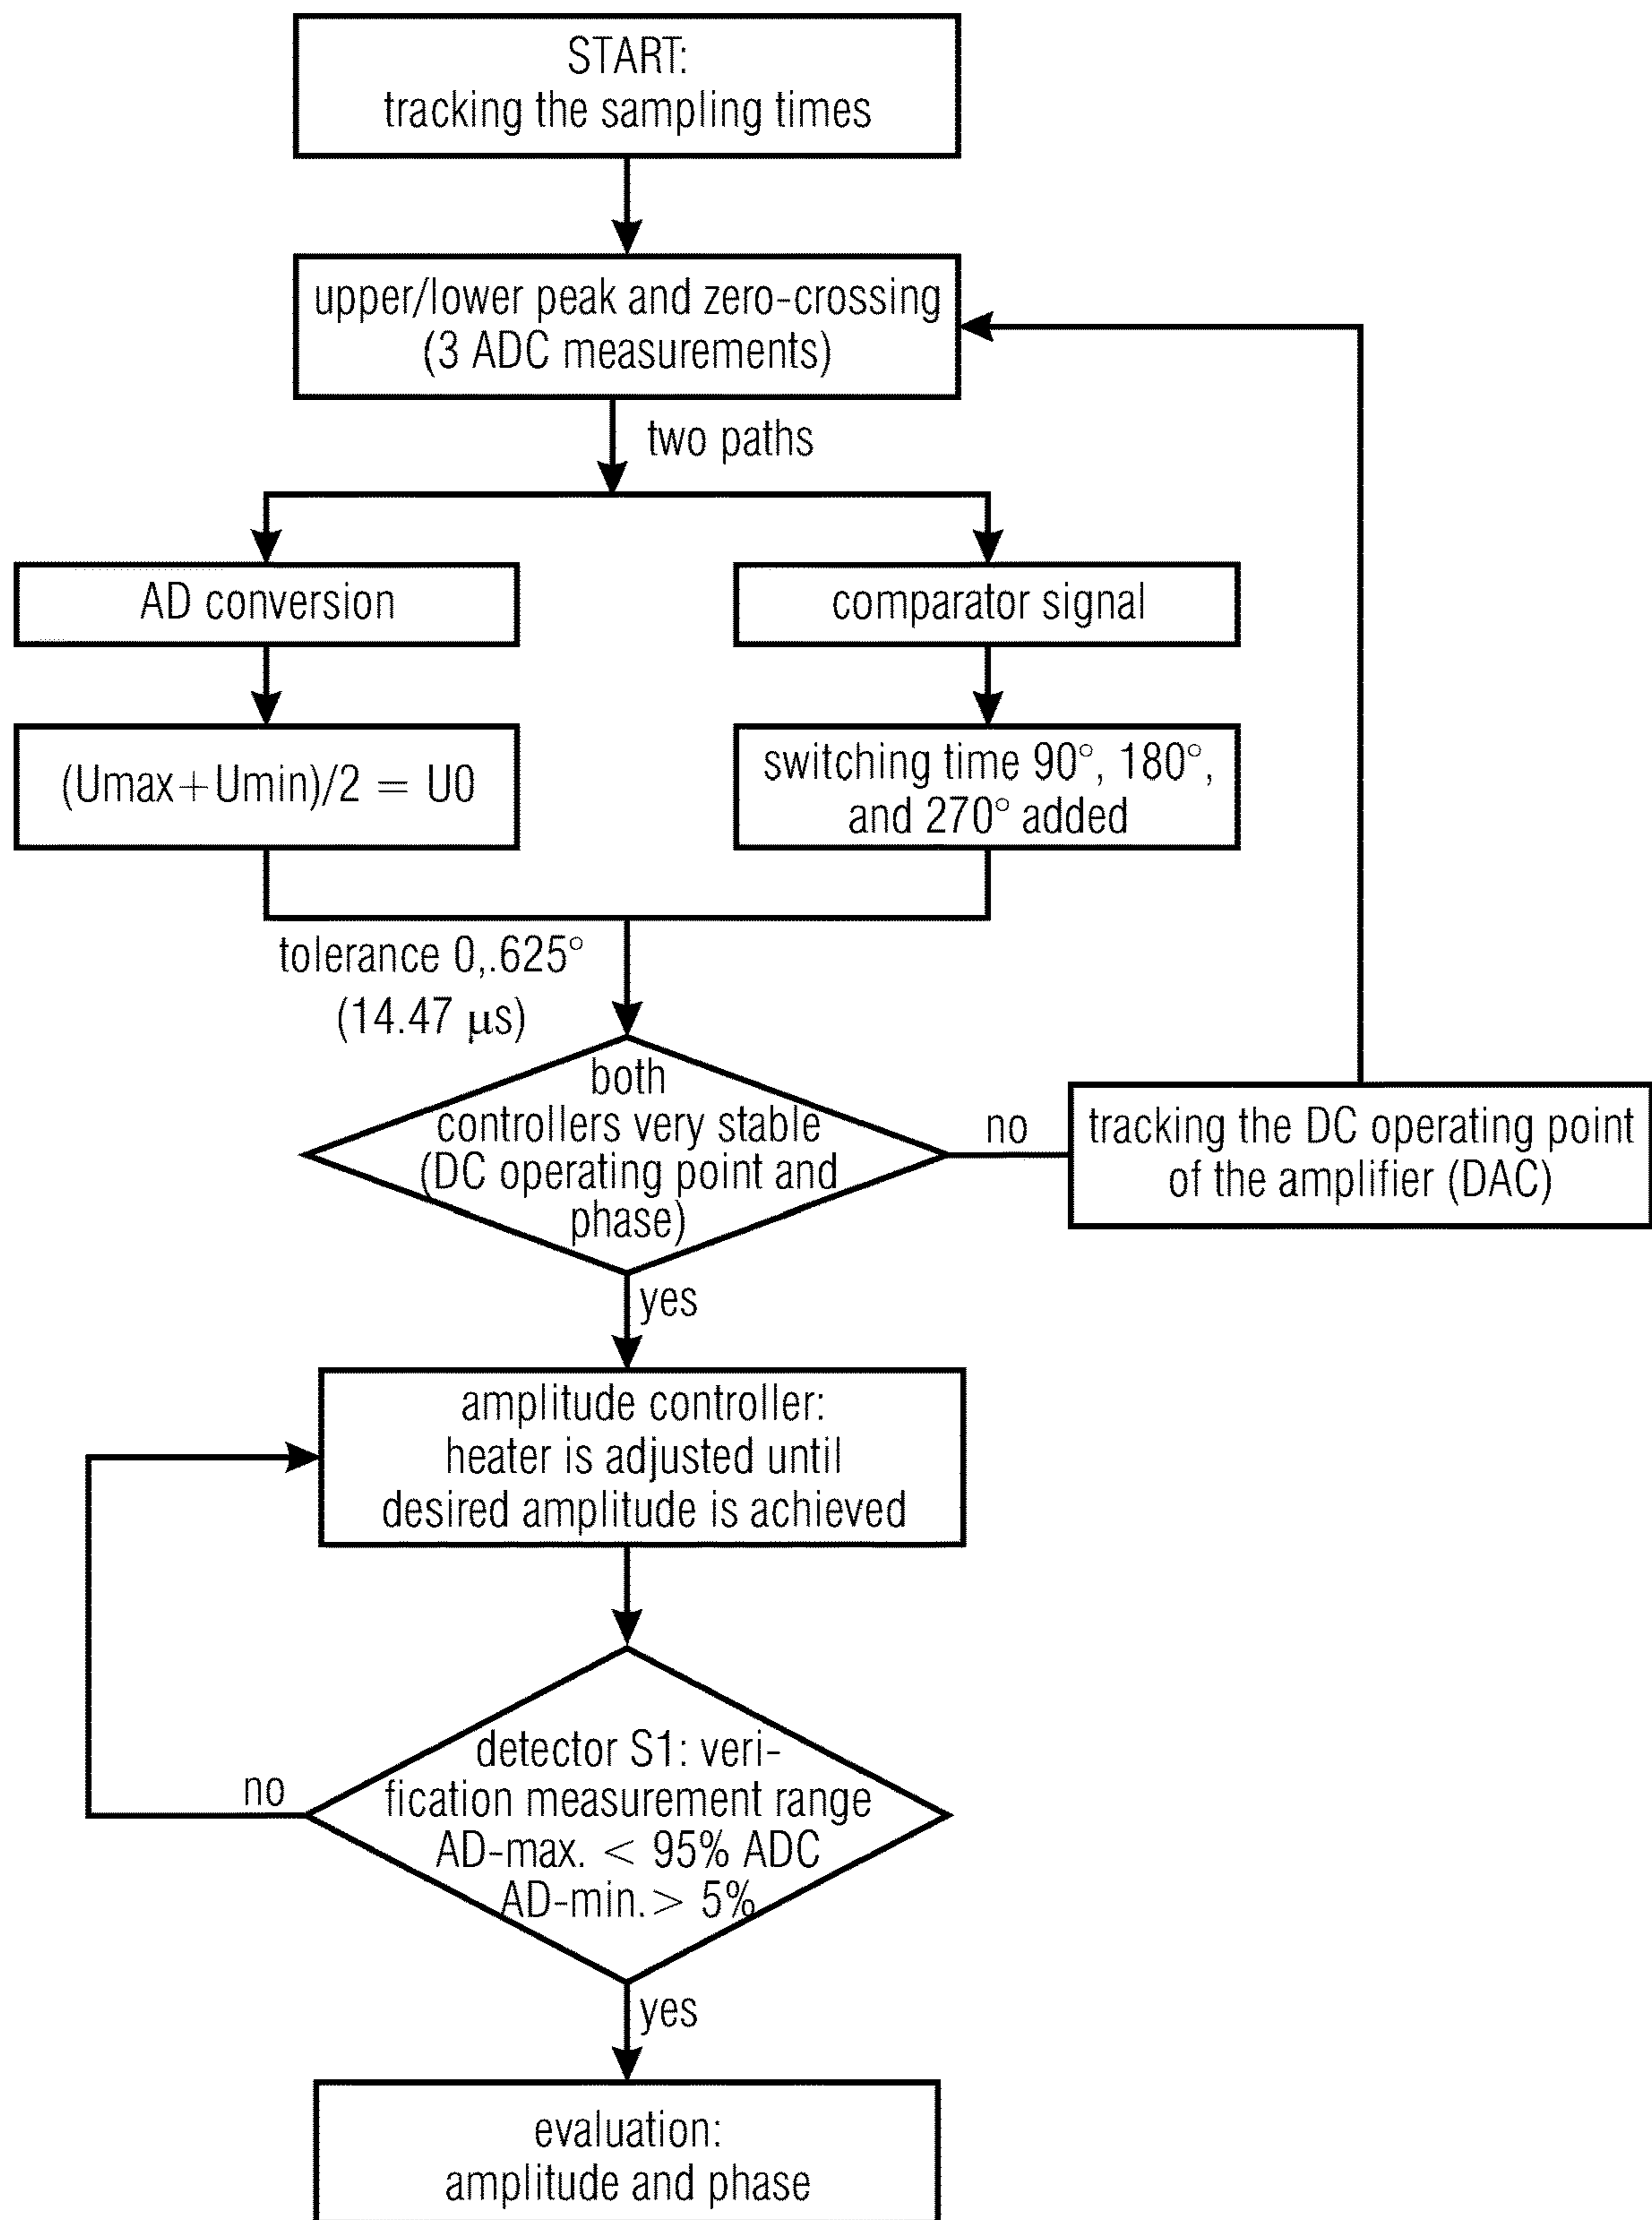 START:
tracking the sampling times
upper/lower peak and zero-crossing
(3 ADC measurements)
two paths
AD conversion
comparator signal
(Umax+Umin)/2 = U0
switching time 90°, 180°,
and 270° added
tolerance 0,.625°
(14.47 µs)
both
controllers very stable
(DC operating point and
phase)
no
tracking the DC operating point
of the amplifier (DAC)
yes
amplitude controller:
heater is adjusted until
desired amplitude is achieved
detector S1: veri-
fication measurement range
AD-max. < 95% ADC
AD-min.> 5%
no
yes
evaluation:
amplitude and phase